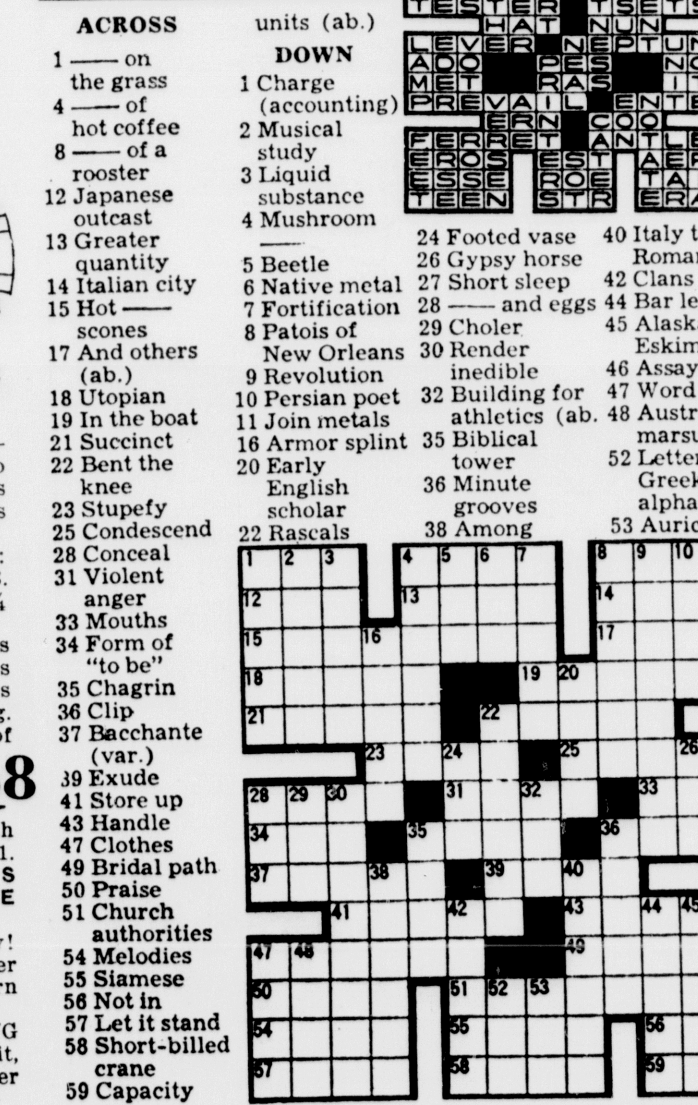 ACROSS
1 —— on
the grass
4 —— of
hot coffee
8 —— of a
rooster
12 Japanese
outcast
13 Greater
quantity
14 Italian city
15 Hot ——
scones
17 And others
(ab.)
18 Utopian
19 In the boat
21 Succinct
22 Bent the
knee
23 Stupefy
25 Condescend
28 Conceal
31 Violent
anger
33 Mouths
34 Form of
"to be"
35 Chagrin
36 Clip
37 Bacchante
(var.)
39 Exude
41 Store up
43 Handle
47 Clothes
49 Bridal path
50 Praise
51 Church
authorities
54 Melodies
55 Siamese
56 Not in
57 Let it stand
58 Short-billed
crane
59 Capacity
units (ab.)
DOWN
1 Charge
(accounting)
2 Musical
study
3 Liquid
substance
4 Mushroom
——
5 Beetle
6 Native metal
7 Fortification
8 Patois of
New Orleans
9 Revolution
10 Persian poet
11 Join metals
16 Armor splint
20 Early
English
scholar
22 Rascals
24 Footed vase
26 Gypsy horse
27 Short sleep
28 —— and eggs
29 Choler
30 Render
inedible
32 Building for
athletics (ab.
35 Biblical
tower
36 Minute
grooves
38 Among
40 Italy t
Roma
42 Clans
44 Bar le
45 Alask
Eskim
46 Assay
47 Word
48 Austr
marsu
52 Letter
Greek
alpha
53 Auric
HAT NUN
LEVER NEPTUN
ADO PES
MET RAS
PREVAIL ENT
ERN COO
FERRET ANTLE
EROS EST AE
ESSE ROE TA
TEEN STR ERA
1 2 3 4 5 6 7 8 9 10
12 13 14
15 16 17
18 19 20
21 22
23 24 25 26
28 29 30 31 32 33
34 35 36
37 38 39 40
41 42 43 44 45
47 48 49
50 51 52 53
54 55 56
57 58 59
8